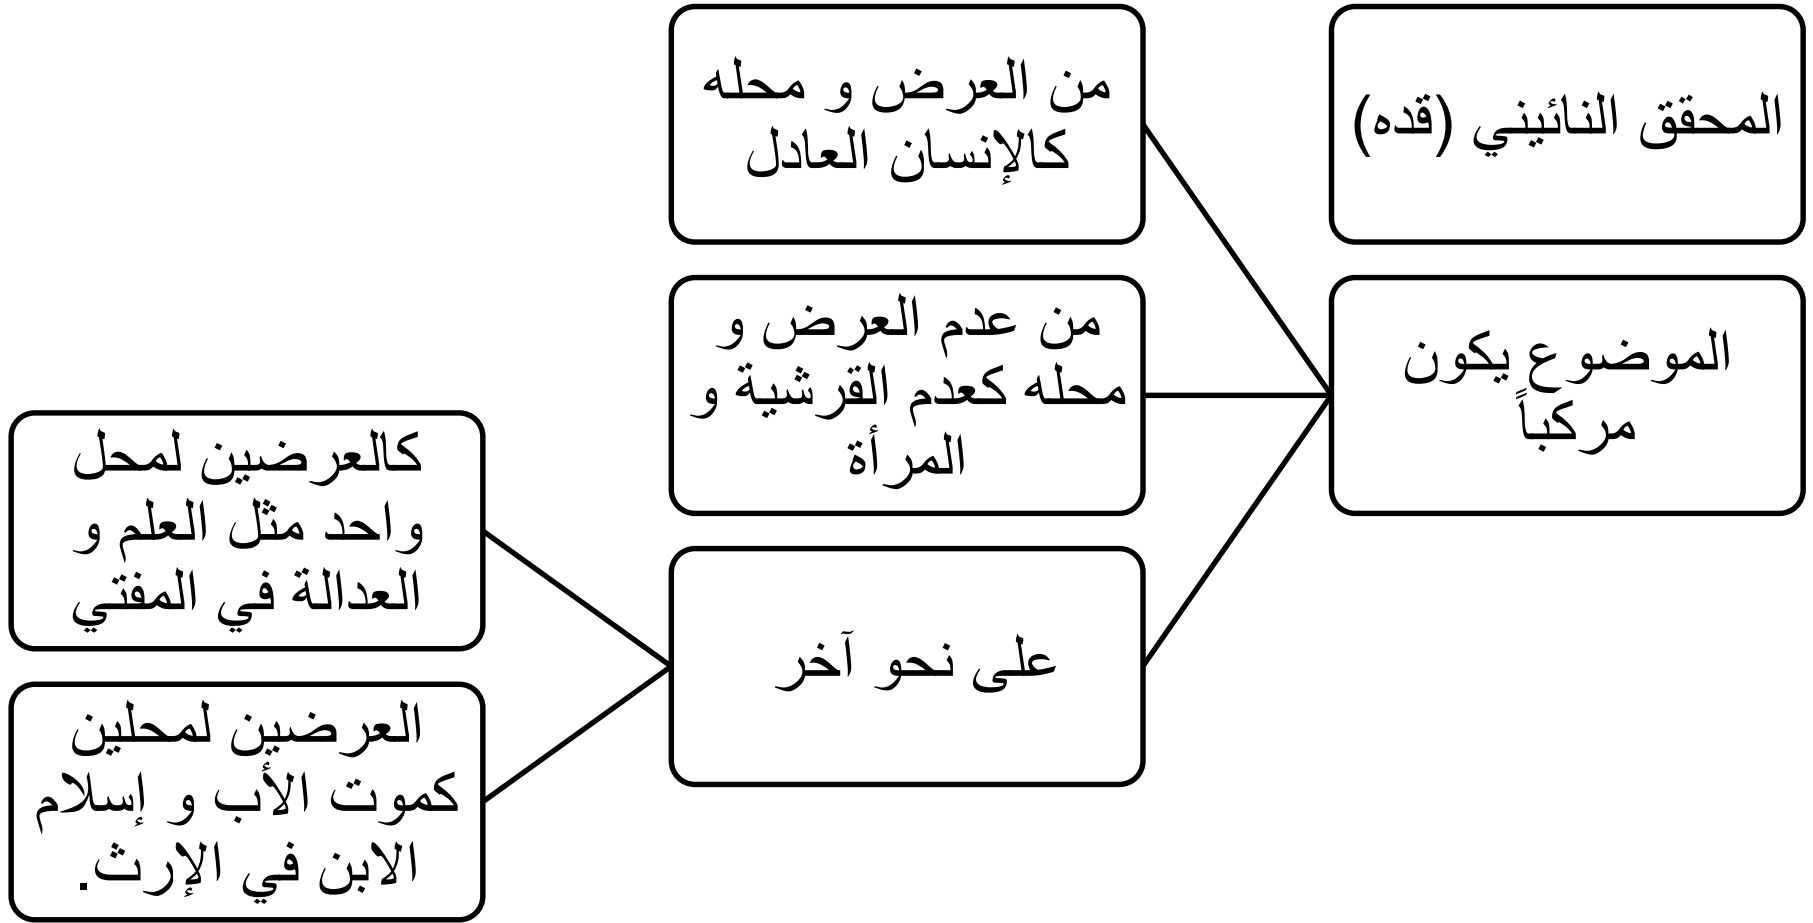 المحقق النائيني (قده)
الموضوع يكون
مركباً
من العرض و محله
كالإنسان العادل
من عدم العرض و
محله كعدم القرشية و
المرأة
على نحو آخر
كالعرضين لمحل
واحد مثل العلم و
العدالة في المفتي
العرضين لمحلين
كموت الأب و إسلام
الابن في الإرث.